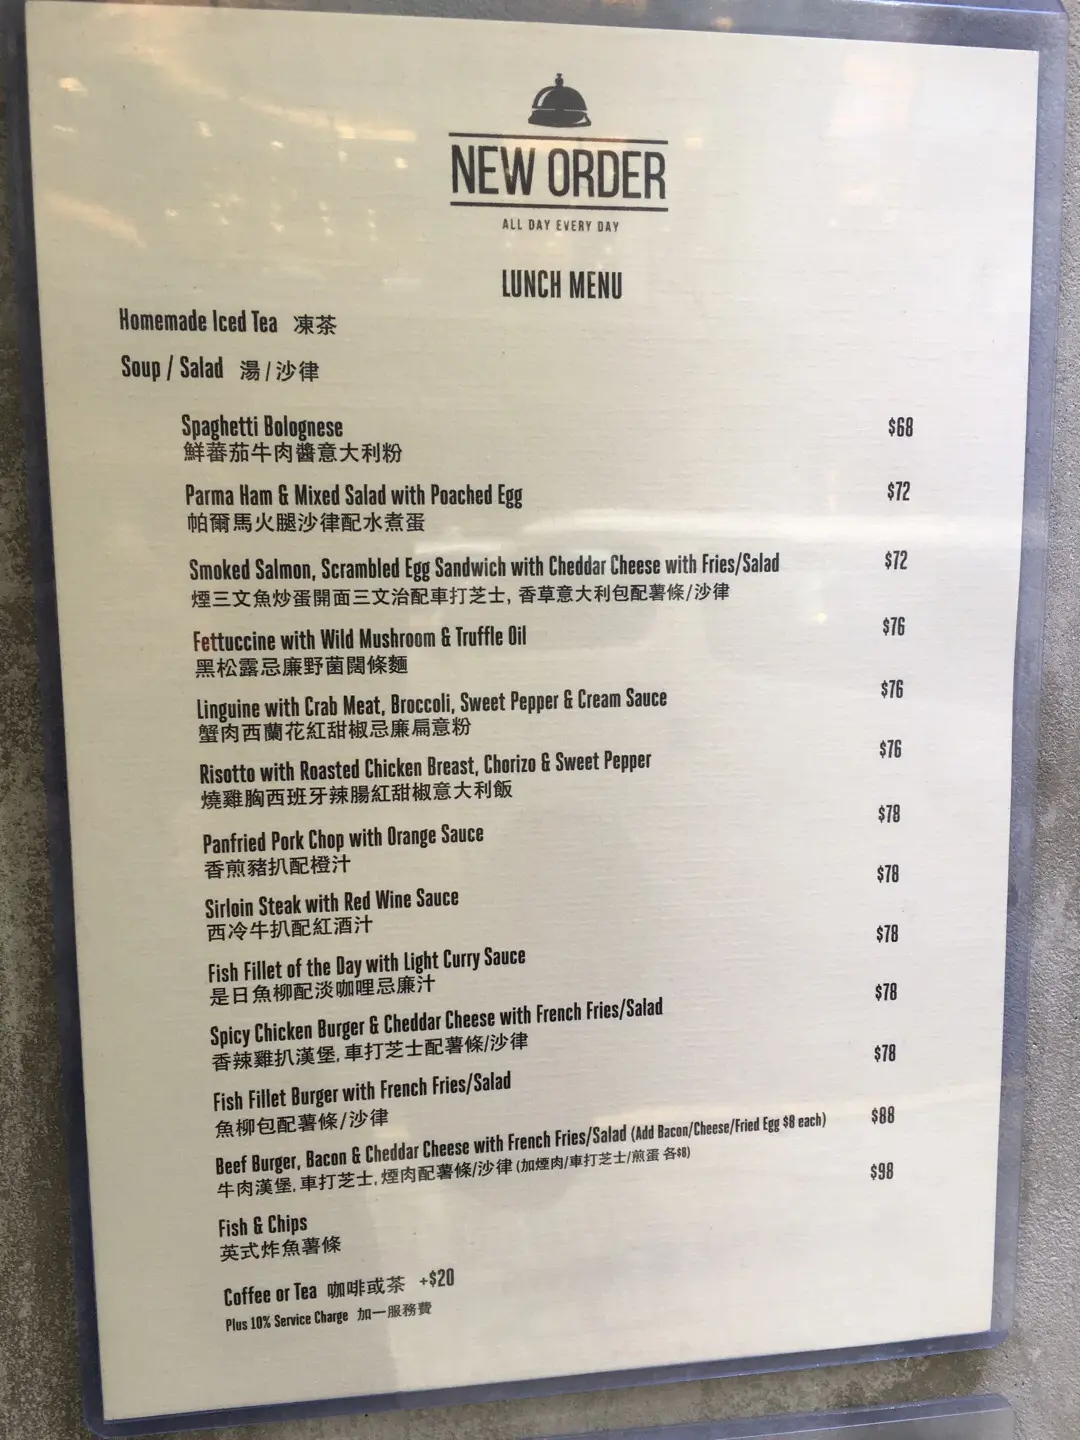 NEW ORDER
ALL DAY EVERY DAY
LUNCH MENU
Homemade Iced Tea 凍茶
Soup / Salad 湯/沙律
Spaghetti Bolognese $68
鮮蕃茄牛肉醬意大利粉
Parma Ham & Mixed Salad with Poached Egg $72
帕爾馬火腿沙律配水煮蛋
Smoked Salmon, Scrambled Egg Sandwich with Cheddar Cheese with Fries/Salad $72
煙三文魚炒蛋開面三文治配車打芝士, 香草意大利包配薯條/沙律
Fettuccine with Wild Mushroom & Truffle Oil $76
黑松露忌廉野菌闊條麵
Linguine with Crab Meat, Broccoli, Sweet Pepper & Cream Sauce $76
蟹肉西蘭花紅甜椒忌廉扁意粉
Risotto with Roasted Chicken Breast, Chorizo & Sweet Pepper $76
燒雞胸西班牙辣腸紅甜椒意大利飯
Panfried Pork Chop with Orange Sauce $78
香煎豬扒配橙汁
Sirloin Steak with Red Wine Sauce $78
西冷牛扒配紅酒汁
Fish Fillet of the Day with Light Curry Sauce $78
是日魚柳配淡咖哩忌廉汁
Spicy Chicken Burger & Cheddar Cheese with French Fries/Salad $78
香辣雞扒漢堡, 車打芝士配薯條/沙律
Fish Fillet Burger with French Fries/Salad $78
魚柳包配薯條/沙律
Beef Burger, Bacon & Cheddar Cheese with French Fries/Salad (Add Bacon/Cheese/Fried Egg $8 each) $88
牛肉漢堡, 車打芝士, 煙肉配薯條/沙律 (加煙肉/車打芝士/煎蛋 各$8)
Fish & Chips $98
英式炸魚薯條
Coffee or Tea 咖啡或茶 +$20
Plus 10% Service Charge 加一服務費